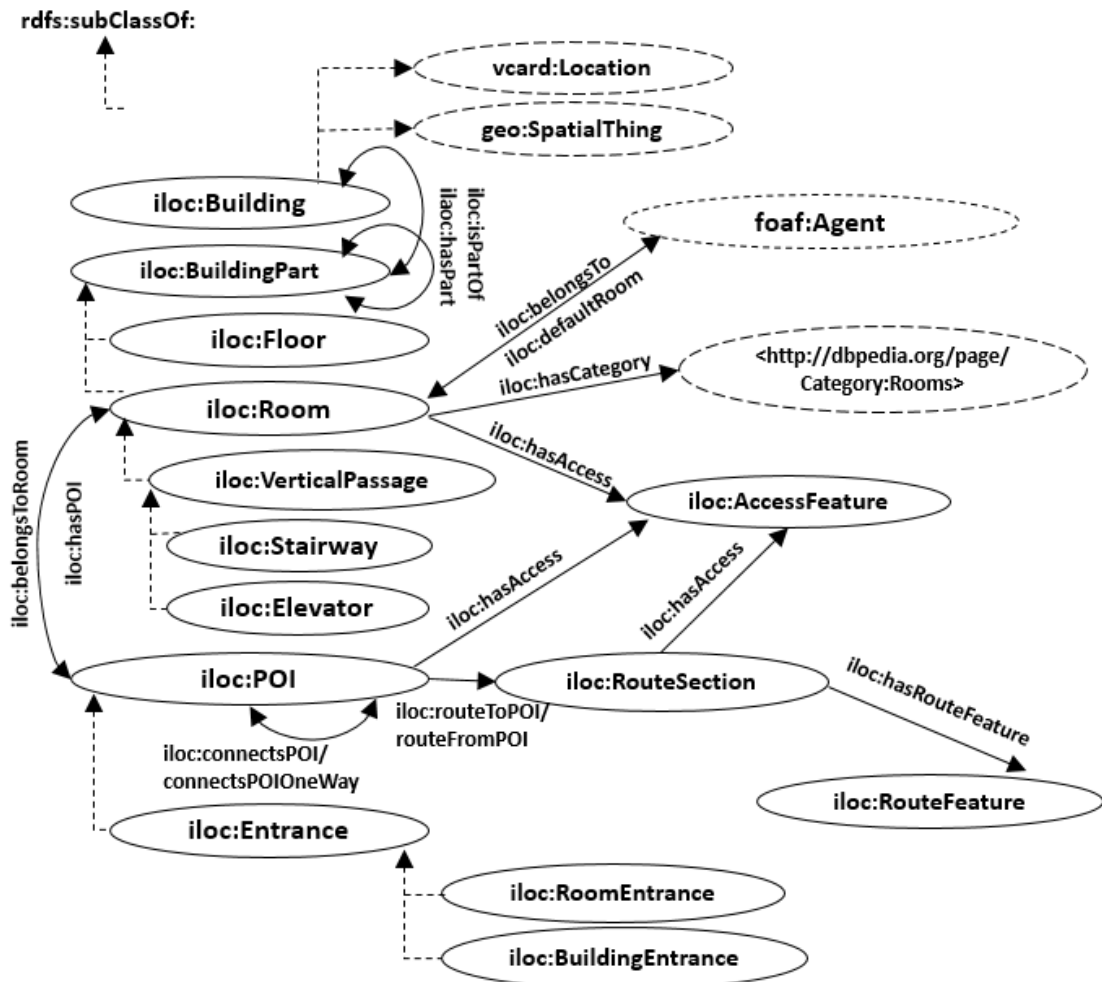 rdfs:subClassOf:
vcard:Location
geo:SpatialThing
iloc:Building
iloc:isPartOf
ilaoc:hasPart
foaf:Agent
iloc:BuildingPart
iloc:belongsTo
iloc:defaultRoom
iloc:Floor
iloc:hasCategory
<http://dbpedia.org/page/
Category:Rooms>
iloc:Room
iloc:hasAccess
iloc:belongsToRoom
iloc:hasPOI
iloc:VerticalPassage
iloc:AccessFeature
iloc:Stairway
iloc:hasAccess
iloc:hasAccess
iloc:Elevator
iloc:POI
iloc:RouteSection
iloc:hasRouteFeature
iloc:routeToPOI/
routeFromPOI
iloc:connectsPOI/
connectsPOIOneWay
iloc:RouteFeature
iloc:Entrance
iloc:RoomEntrance
iloc:BuildingEntrance